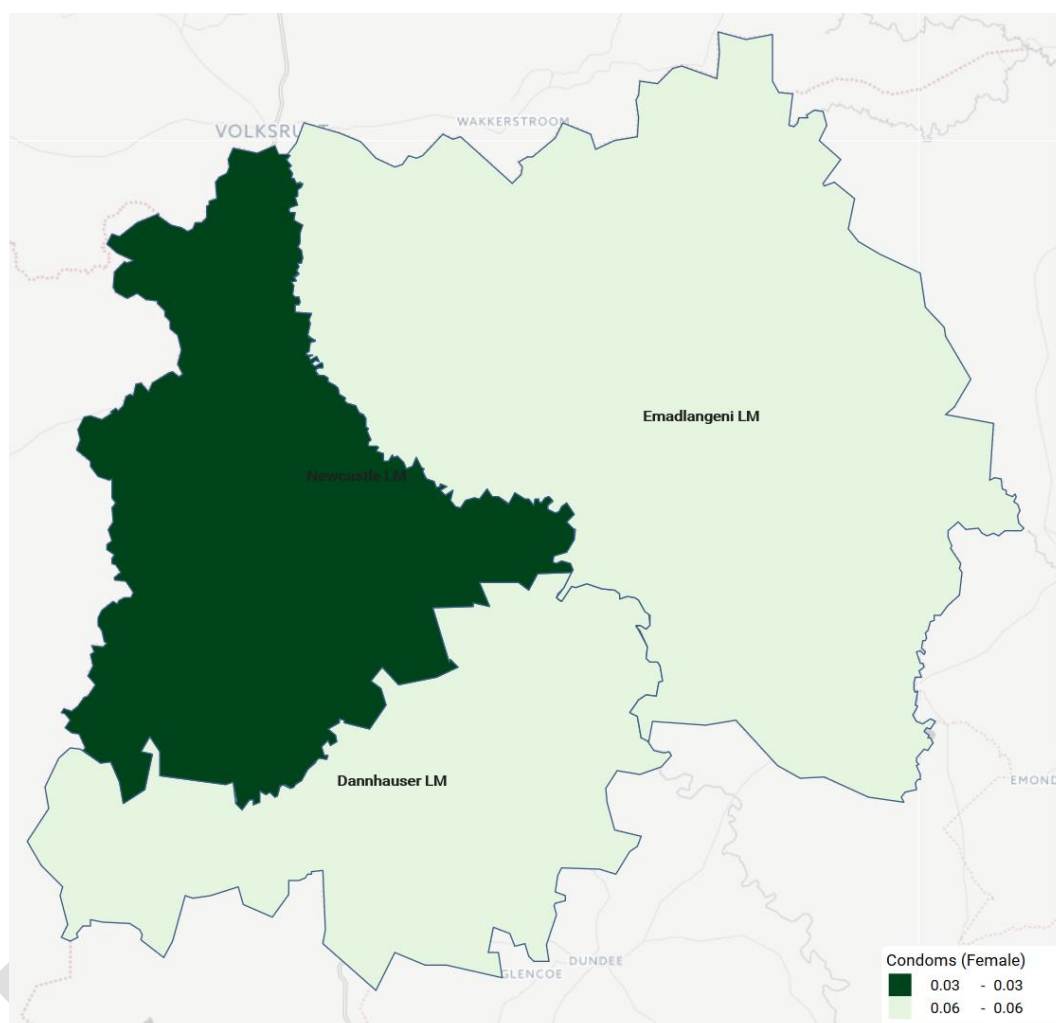 VOLKSRUST
WAKKERSTROOM
Emadlangeni LM
Newcastle LM
Dannhauser LM
EMOND
DUNDEE
GLENCOE
Condoms (Female)
0.03 - 0.03
0.06 - 0.06